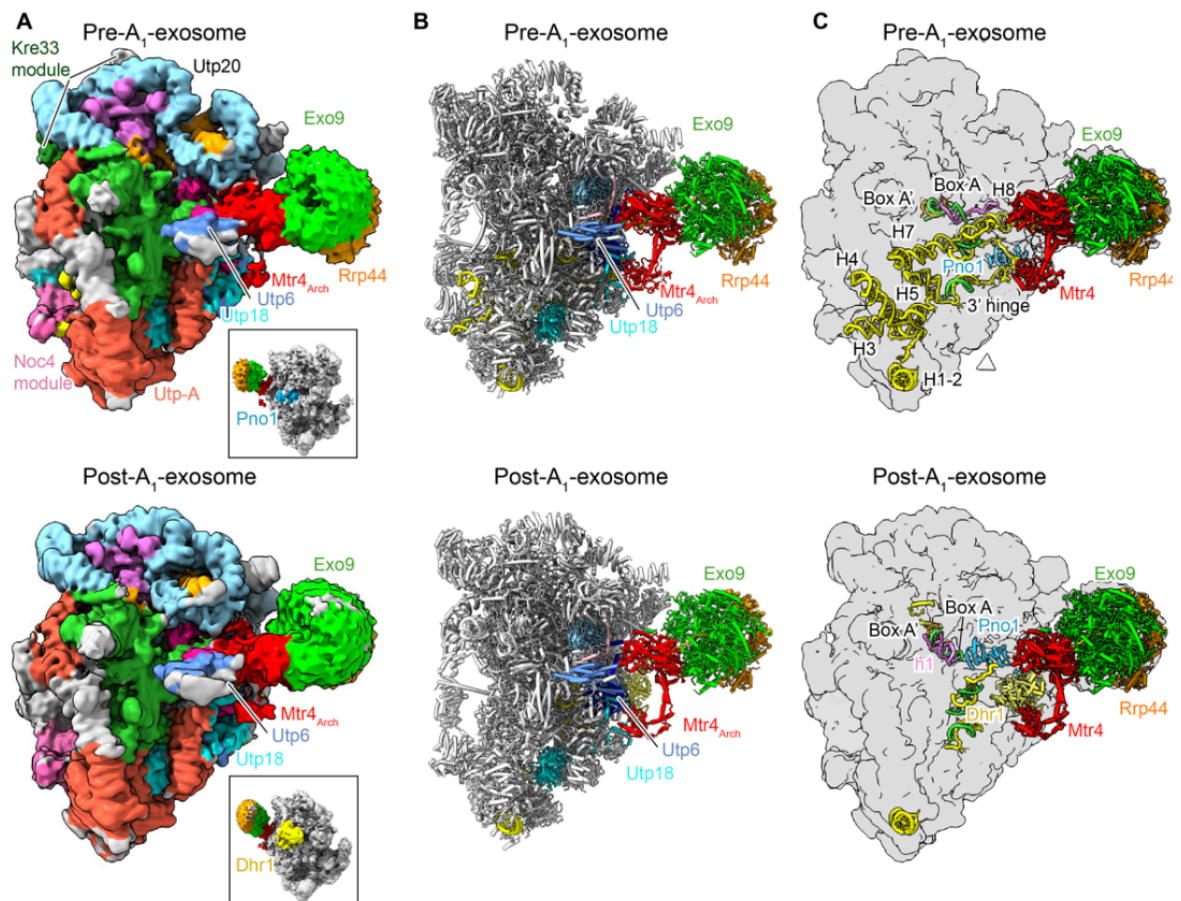 A
Pre-A₁-exosome
Kre33
module
Utp20
Exo9
Rrp44
Mtr4Arch
Utp6
Utp18
Noc4
module
Utp-A
Pno1
B
Pre-A₁-exosome
Exo9
Rrp44
Mtr4Arch
Utp6
Utp18
C
Pre-A₁-exosome
Exo9
Box A'
Box A
H8
H7
Pno1
Rrp44
H4
H5
Mtr4
3' hinge
H3
H1-2
Post-A₁-exosome
Exo9
Mtr4Arch
Utp6
Utp18
Dhr1
Post-A₁-exosome
Exo9
Mtr4Arch
Utp6
Utp18
Post-A₁-exosome
Exo9
Box A
Box A'
Pno1
h1
Dhr1
Rrp44
Mtr4